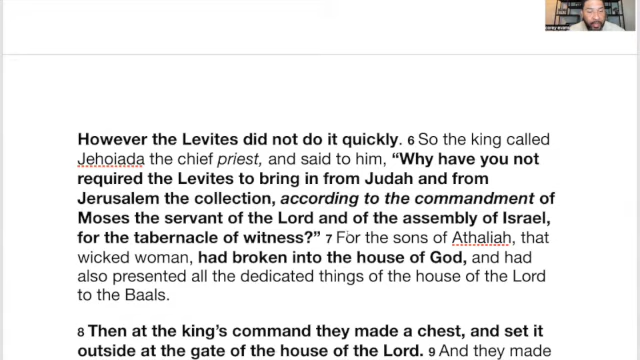 However the Levites did not do it quickly. 6 So the king called
Jehoiada the chief priest, and said to him, “Why have you not
required the Levites to bring in from Judah and from
Jerusalem the collection, according to the commandment of
Moses the servant of the Lord and of the assembly of Israel,
for the tabernacle of witness?” 7 For the sons of Athaliah, that
wicked woman, had broken into the house of God, and had
also presented all the dedicated things of the house of the Lord
to the Baals.
8 Then at the king’s command they made a chest, and set it
outside at the gate of the house of the Lord. 9 And they made